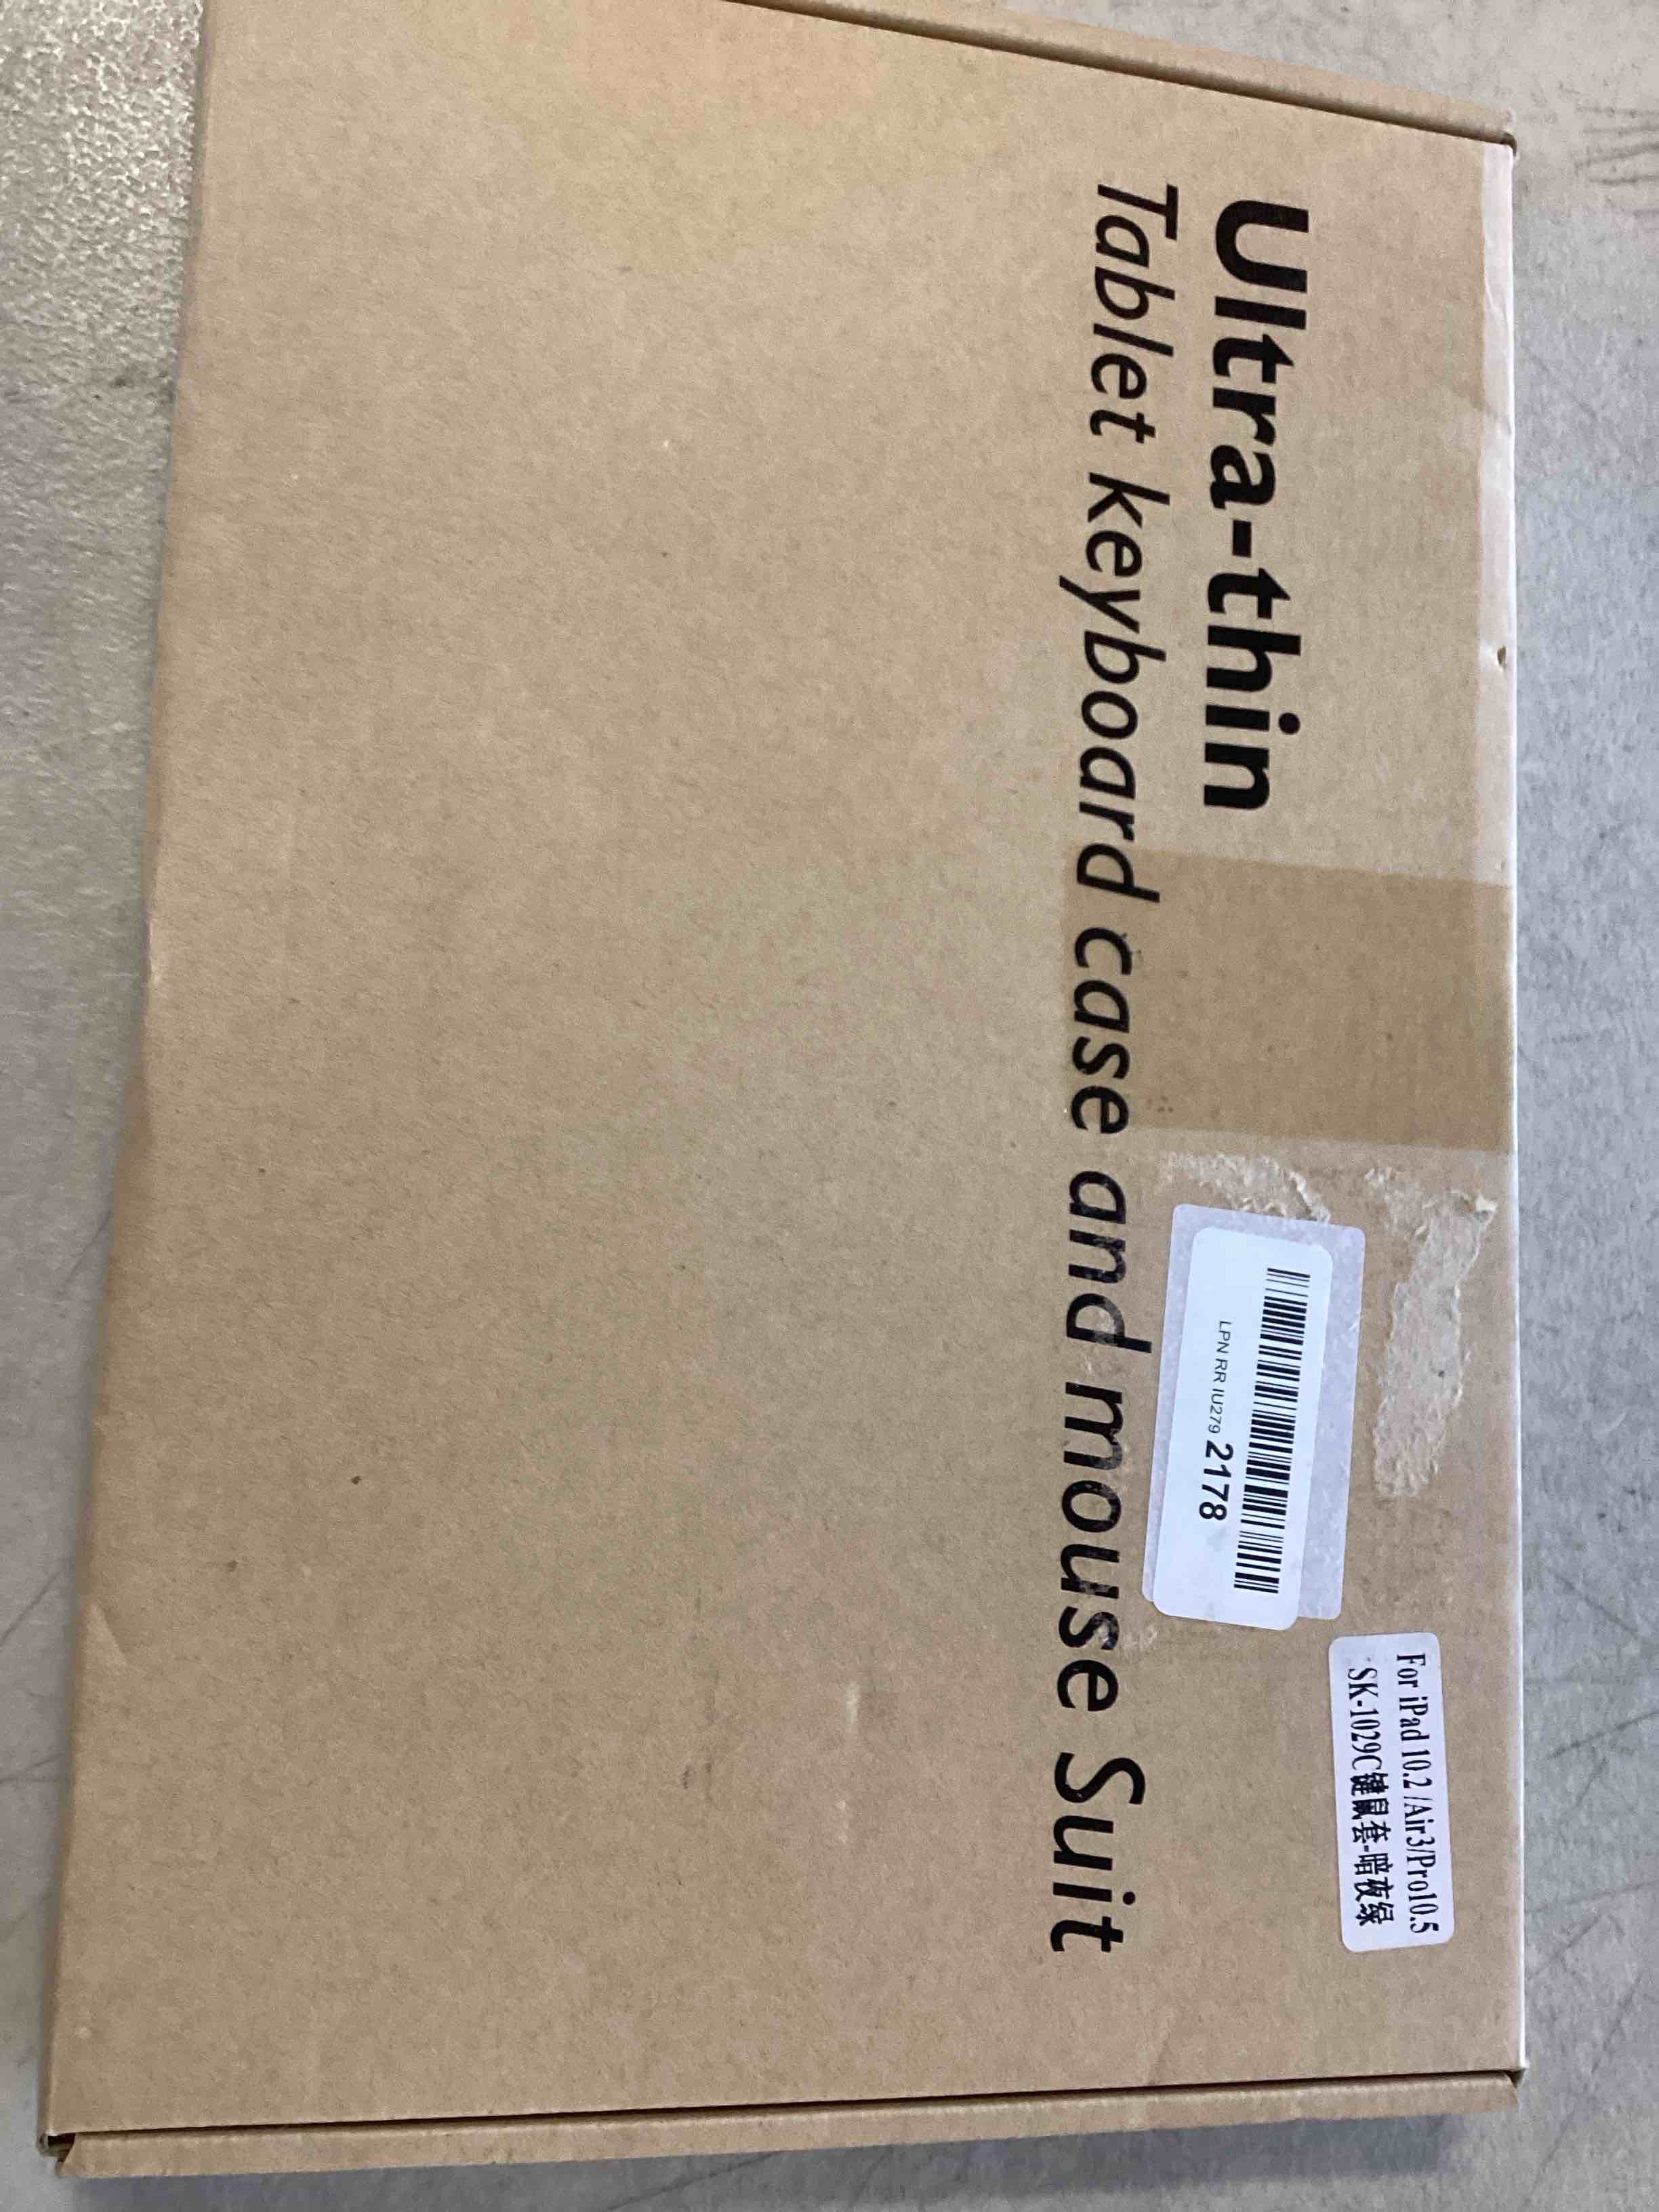 Ultra-thin
Tablet keyboard case and mouse Suit
LPN RR IU279 2178
For iPad 10.2 /Air3/Pro10.5
SK-1029C键鼠套-暗夜绿